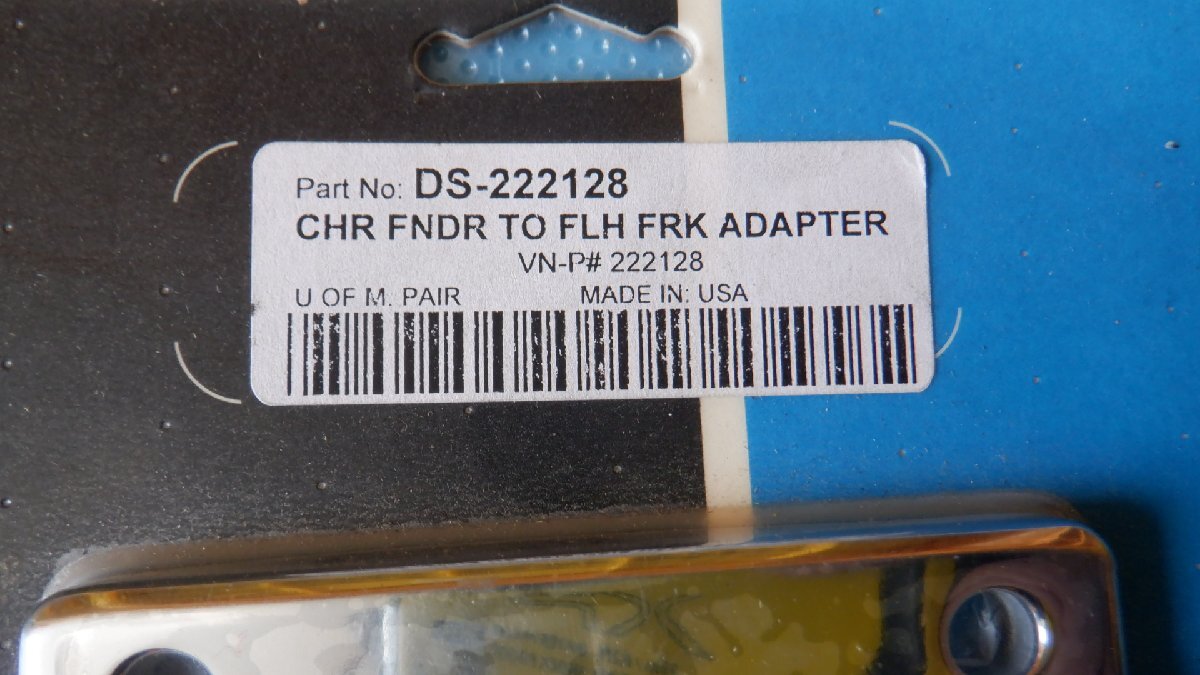 Part No: DS-222128
CHR FNDR TO FLH FRK ADAPTER
VN-P# 222128
U OF M. PAIR MADE IN: USA